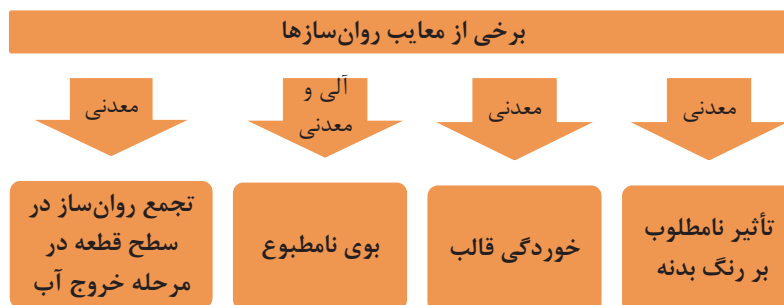 برخی از معایب روان‌سازها
معدنی
معدنی
آلی و
معدنی
معدنی
تأثیر نامطلوب
بر رنگ بدنه
خوردگی قالب
بوی نامطبوع
تجمع روان‌ساز در
سطح قطعه در
مرحله خروج آب